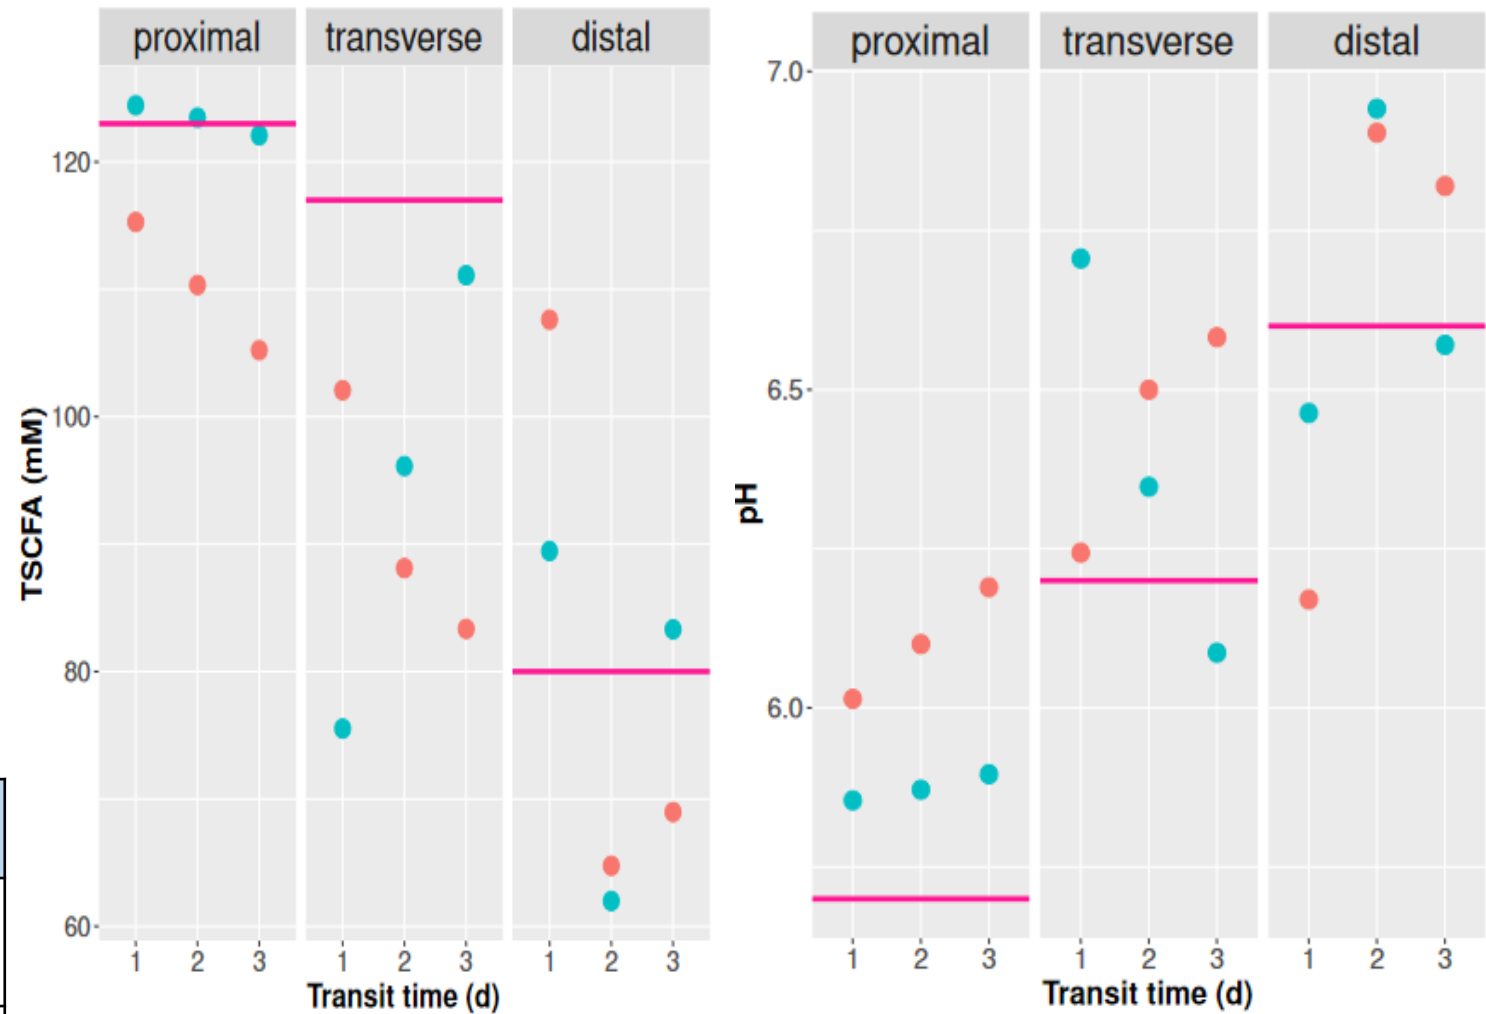 proximal transverse distal
120
100
80
60
TSCFA (mM)
1 2 3 1 2 3 1 2 3
Transit time (d)
proximal transverse distal
7.0
6.5
6.0
pH
1 2 3 1 2 3 1 2 3
Transit time (d)